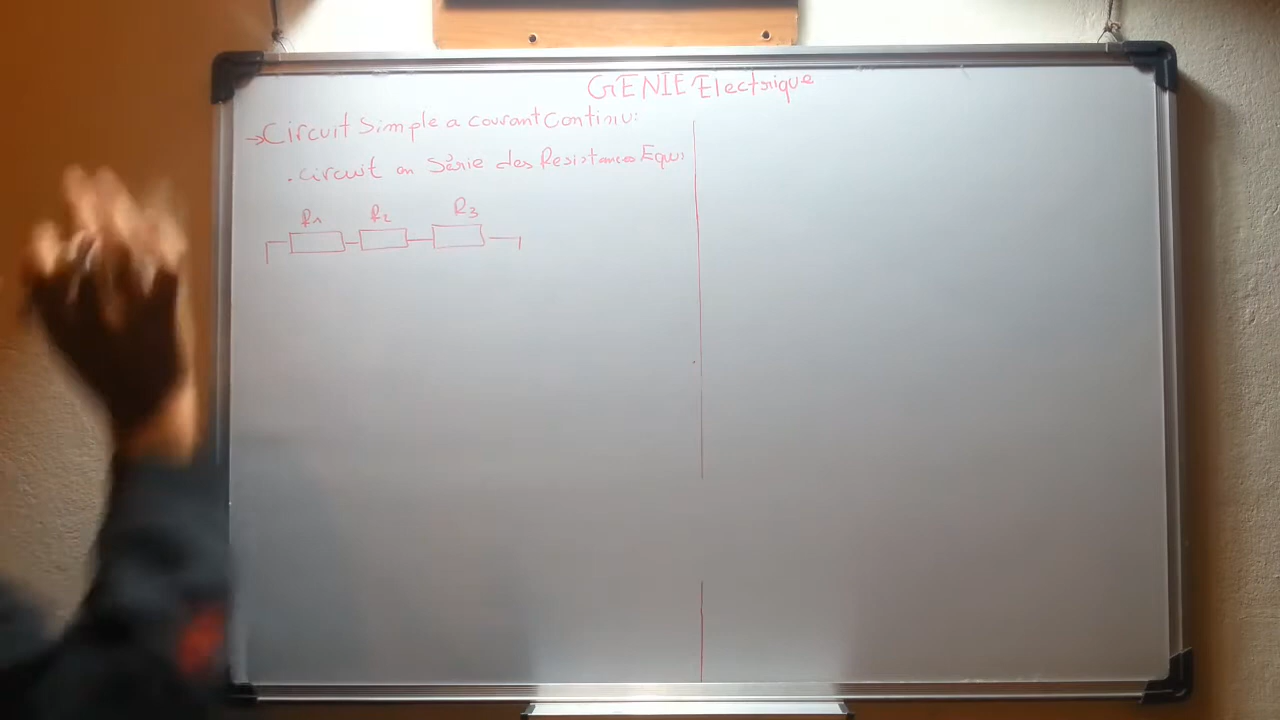 GENIE Electrique
→ Circuit Simple a courant Continu:
. circuit en Série des Resistances Equi
R1 R2 R3